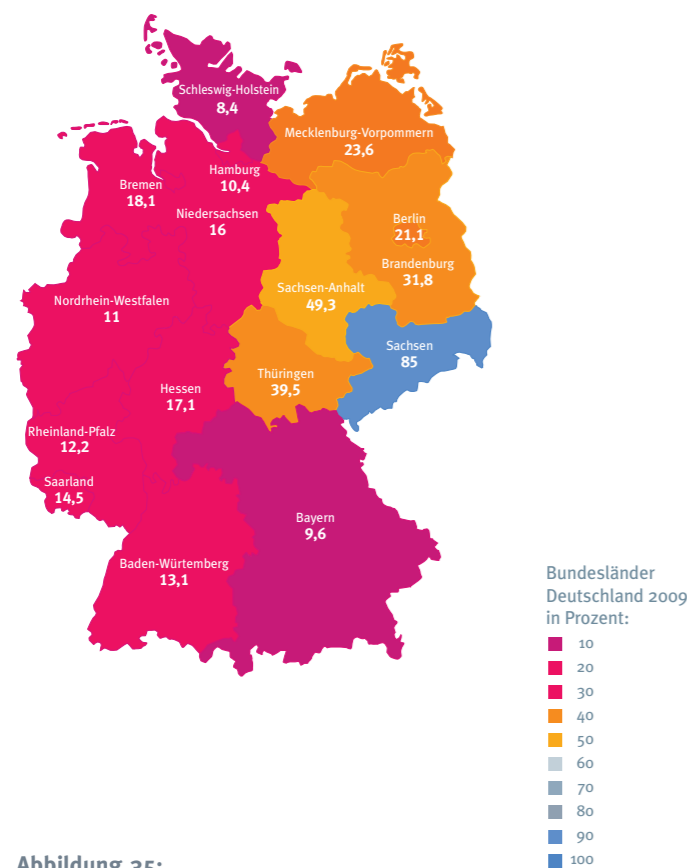 Schleswig-Holstein
8,4
Mecklenburg-Vorpommern
23,6
Hamburg
10,4
Bremen
18,1
Niedersachsen
16
Berlin
21,1
Brandenburg
31,8
Sachsen-Anhalt
49,3
Nordrhein-Westfalen
11
Sachsen
85
Thüringen
39,5
Hessen
17,1
Rheinland-Pfalz
12,2
Saarland
14,5
Bayern
9,6
Baden-Würtemberg
13,1
Bundesländer
Deutschland 2009
in Prozent:
10
20
30
40
50
60
70
80
90
100
Abbildung 35: